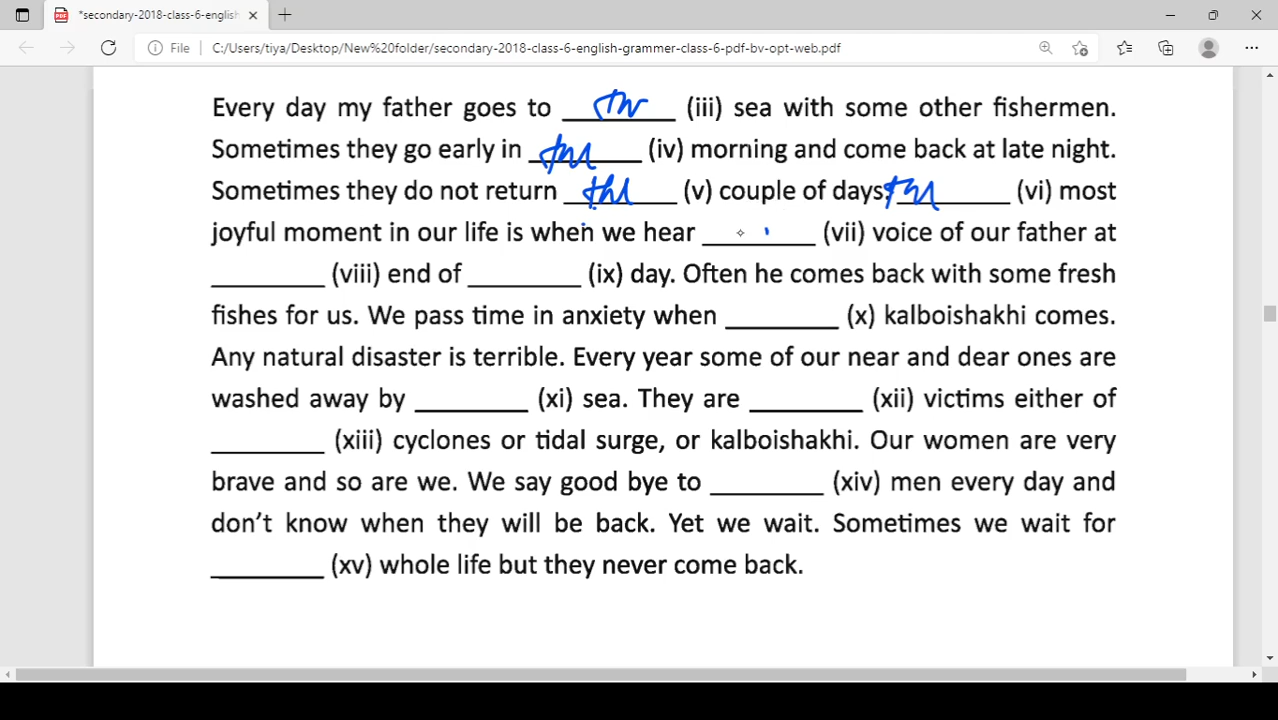 *secondary-2018-class-6-english
File C:/Users/tiya/Desktop/New%20folder/secondary-2018-class-6-english-grammer-class-6-pdf-bv-opt-web.pdf
Every day my father goes to the (iii) sea with some other fishermen.
Sometimes they go early in the (iv) morning and come back at late night.
Sometimes they do not return the (v) couple of days. the (vi) most
joyful moment in our life is when we hear ________ (vii) voice of our father at
________ (viii) end of ________ (ix) day. Often he comes back with some fresh
fishes for us. We pass time in anxiety when ________ (x) kalboishakhi comes.
Any natural disaster is terrible. Every year some of our near and dear ones are
washed away by ________ (xi) sea. They are ________ (xii) victims either of
________ (xiii) cyclones or tidal surge, or kalboishakhi. Our women are very
brave and so are we. We say good bye to ________ (xiv) men every day and
don't know when they will be back. Yet we wait. Sometimes we wait for
________ (xv) whole life but they never come back.